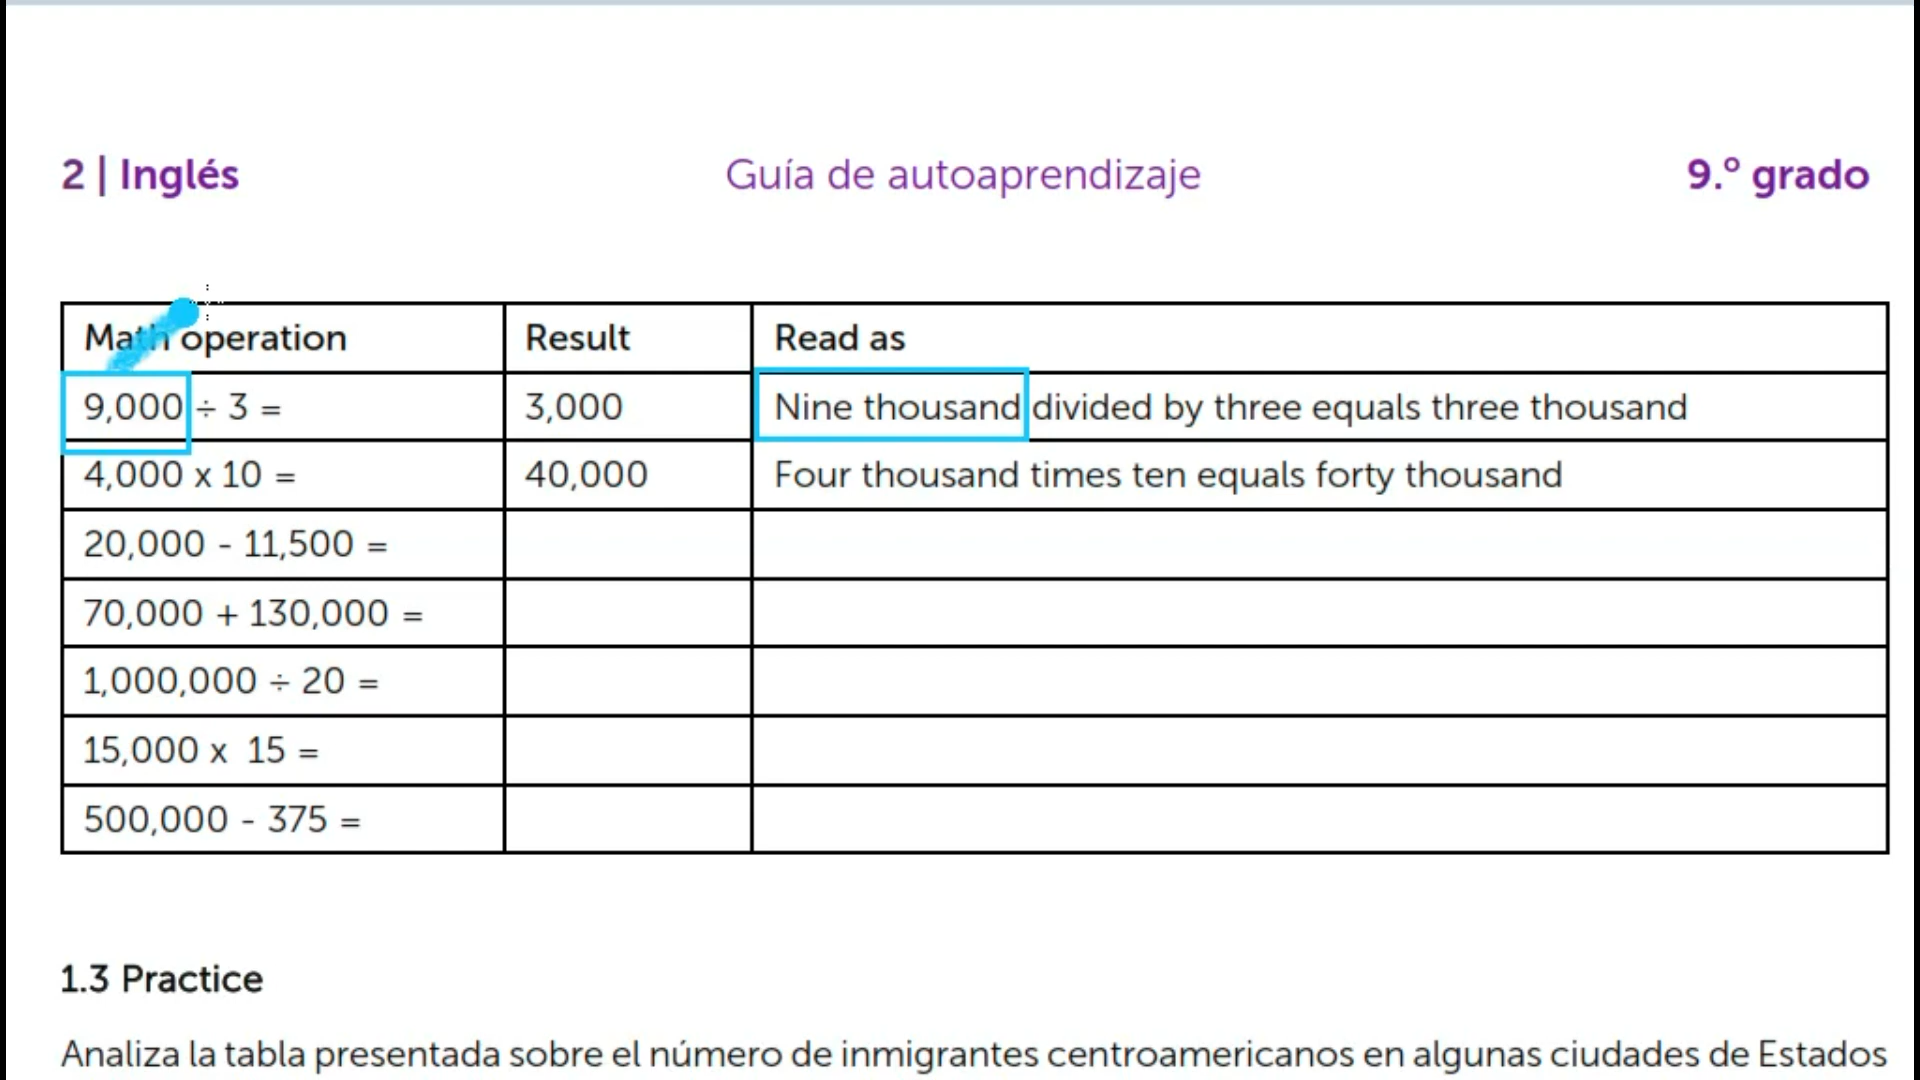 2 | Inglés Guía de autoaprendizaje 9.º grado
Math operation Result Read as
9,000 ÷ 3 = 3,000 Nine thousand divided by three equals three thousand
4,000 x 10 = 40,000 Four thousand times ten equals forty thousand
20,000 - 11,500 =
70,000 + 130,000 =
1,000,000 ÷ 20 =
15,000 x 15 =
500,000 - 375 =
1.3 Practice
Analiza la tabla presentada sobre el número de inmigrantes centroamericanos en algunas ciudades de Estados